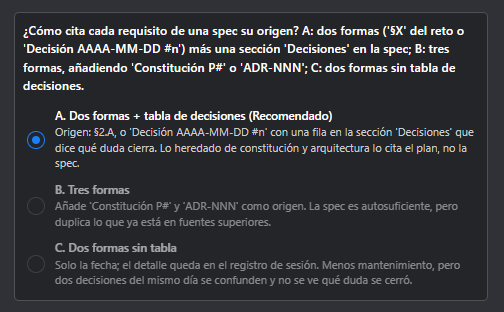 ¿Cómo cita cada requisito de una spec su origen? A: dos formas ('§X' del reto o
'Decisión AAAA-MM-DD #n') más una sección 'Decisiones' en la spec; B: tres
formas, añadiendo 'Constitución P#' o 'ADR-NNN'; C: dos formas sin tabla de
decisiones.
A. Dos formas + tabla de decisiones (Recomendado)
Origen: §2.A, o 'Decisión AAAA-MM-DD #n' con una fila en la sección 'Decisiones' que
dice qué duda cierra. Lo heredado de constitución y arquitectura lo cita el plan, no la
spec.
B. Tres formas
Añade 'Constitución P#' y 'ADR-NNN' como origen. La spec es autosuficiente, pero
duplica lo que ya está en fuentes superiores.
C. Dos formas sin tabla
Solo la fecha; el detalle queda en el registro de sesión. Menos mantenimiento, pero
dos decisiones del mismo día se confunden y no se ve qué duda se cerró.